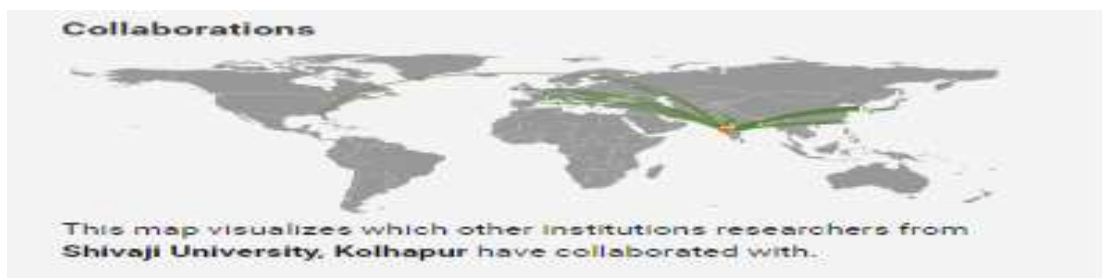 Collaborations
This map visualizes which other institutions researchers from
Shivaji University, Kolhapur have collaborated with.